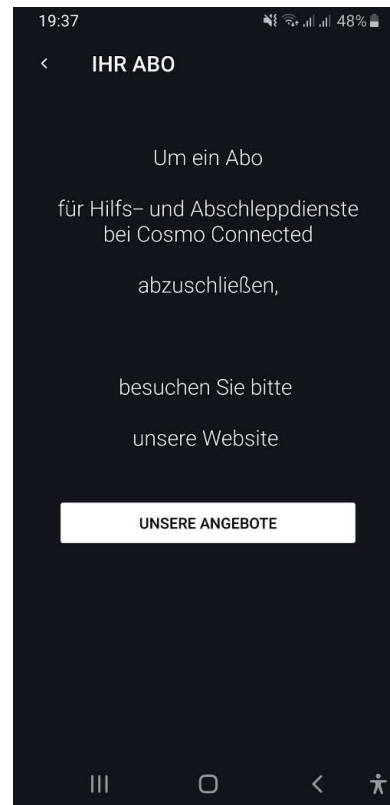 19:37 48%
IHR ABO
Um ein Abo
für Hilfs– und Abschleppdienste
bei Cosmo Connected
abzuschließen,
besuchen Sie bitte
unsere Website
UNSERE ANGEBOTE